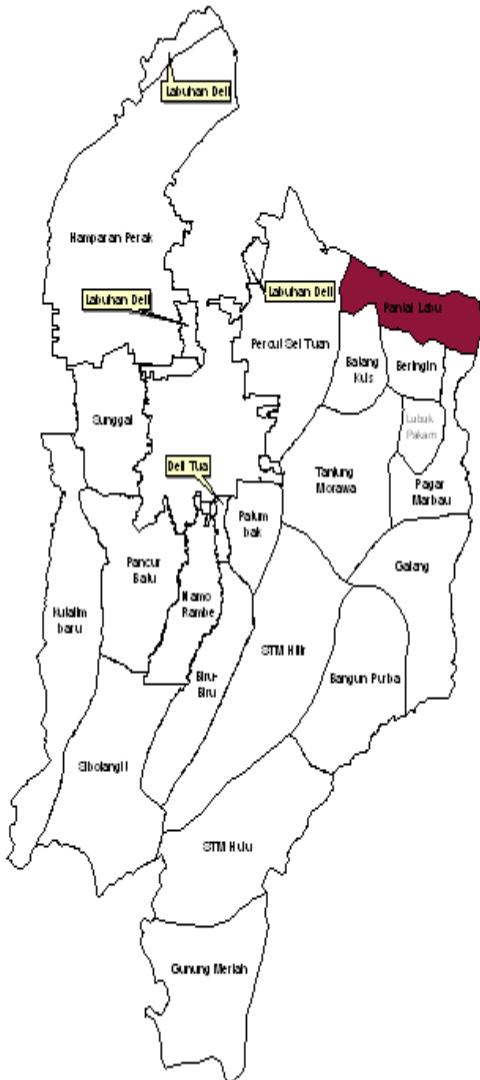 Labuhan Deli
Hamparan Perak
Labuhan Deli
Labuhan Deli
Pantai Labu
Percut Sei Tuan
Batang
Kuis
Beringin
Sunggal
Lubuk
Pakam
Deli Tua
Tanjung
Morawa
Pagar
Marbau
Patum
bak
Pancur
Batu
Galang
Namo
Rambe
Kutalim
baru
STM Hilir
Biru-
Biru
Bangun Purba
Sibolangit
STM Hulu
Gunung Meriah